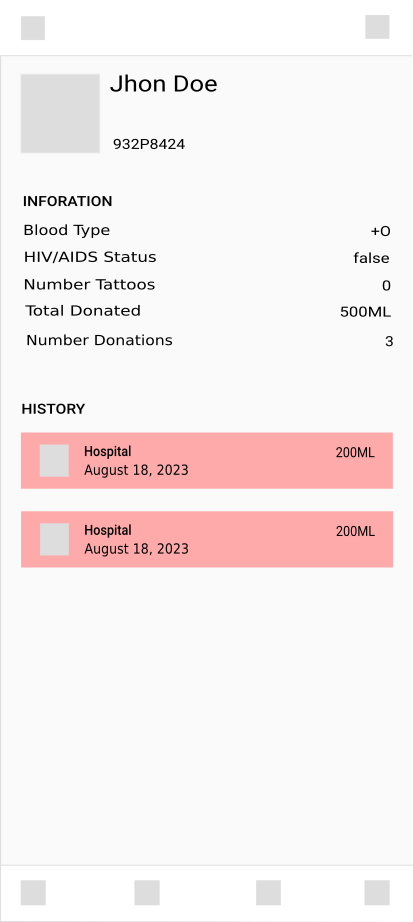 Jhon Doe
932P8424
INFORATION
Blood Type +O
HIV/AIDS Status false
Number Tattoos 0
Total Donated 500ML
Number Donations 3
HISTORY
Hospital 200ML
August 18, 2023
Hospital 200ML
August 18, 2023